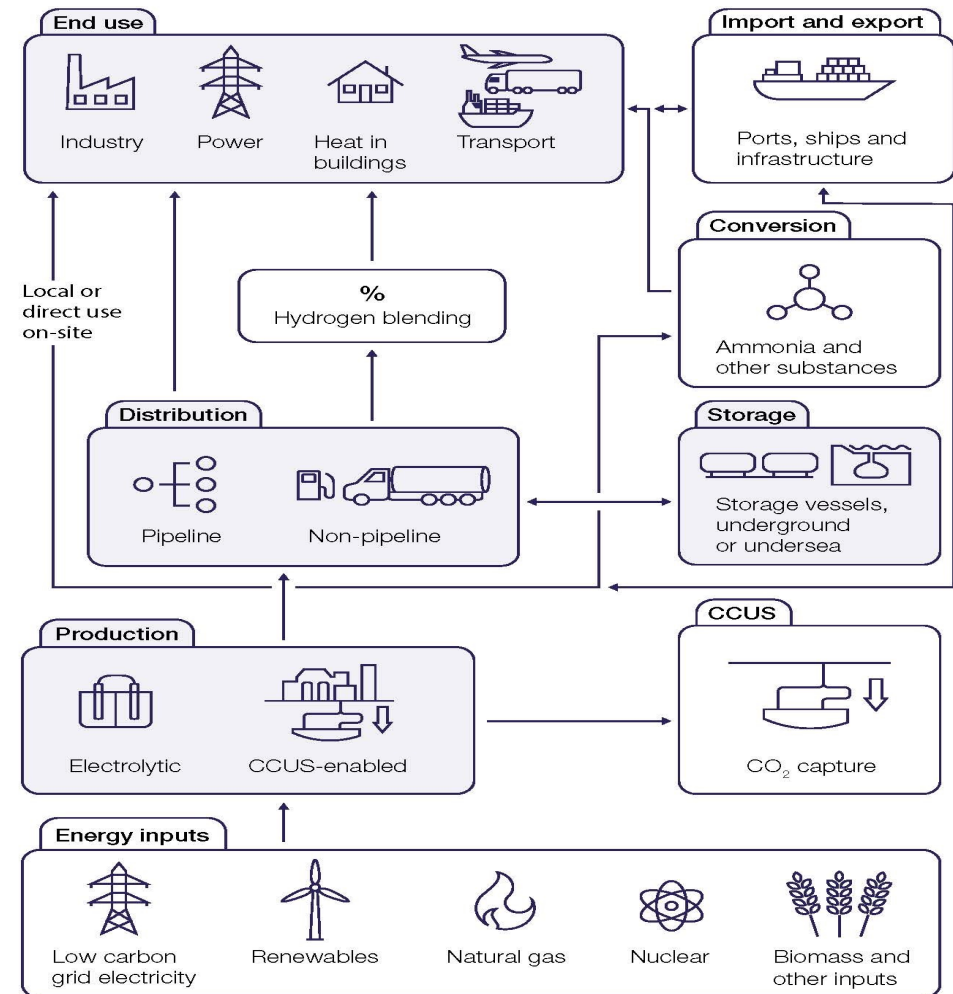 End use
Industry
Power
Heat in
buildings
Transport
Import and export
Ports, ships and
infrastructure
Conversion
Ammonia and
other substances
Local or
direct use
on-site
%
Hydrogen blending
Distribution
Pipeline
Non-pipeline
Storage
Storage vessels,
underground
or undersea
Production
Electrolytic
CCUS-enabled
CCUS
CO₂ capture
Energy inputs
Low carbon
grid electricity
Renewables
Natural gas
Nuclear
Biomass and
other inputs